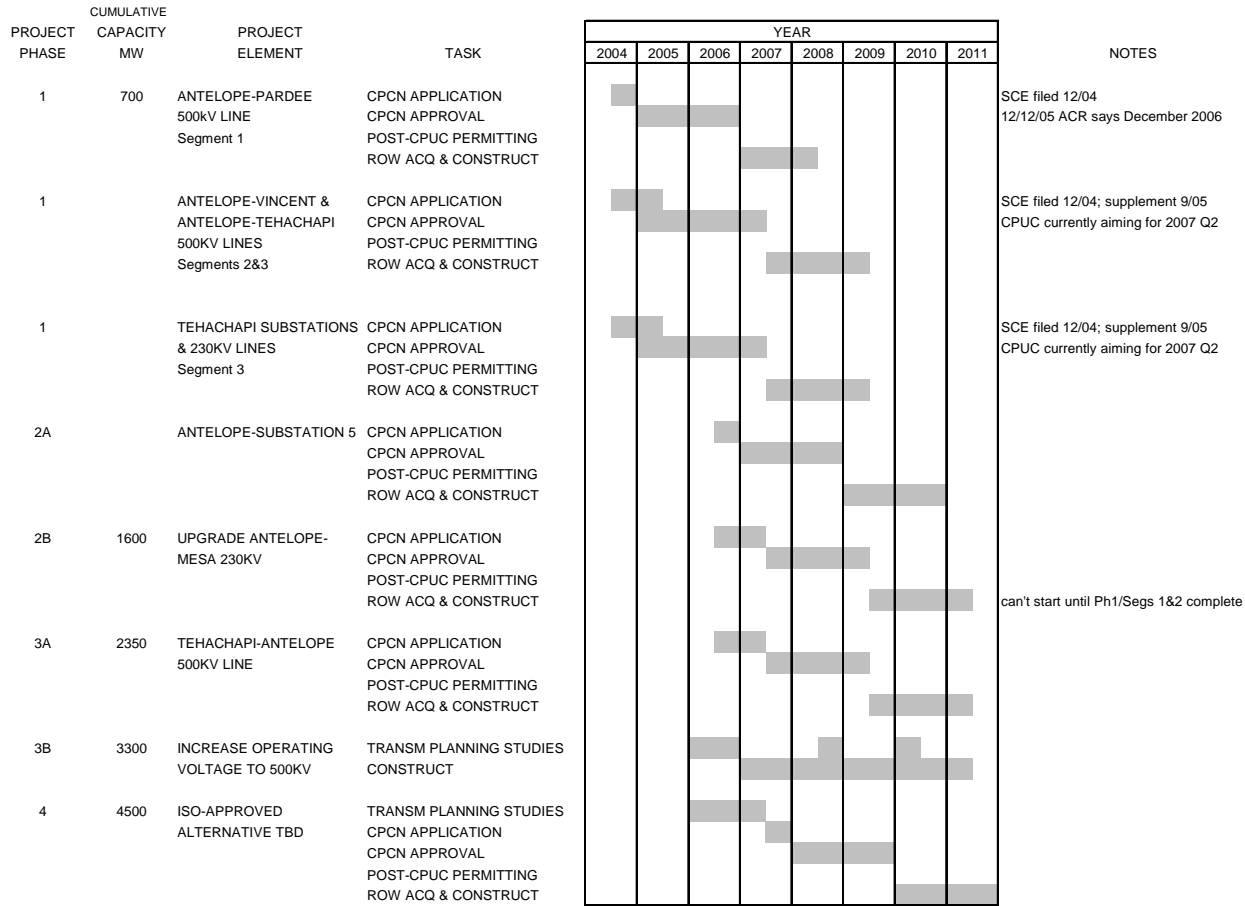 CUMULATIVE
PROJECT CAPACITY PROJECT YEAR
PHASE MW ELEMENT TASK 2004 2005 2006 2007 2008 2009 2010 2011 NOTES
1 700 ANTELOPE-PARDEE CPCN APPLICATION SCE filed 12/04
500kV LINE CPCN APPROVAL 12/12/05 ACR says December 2006
Segment 1 POST-CPUC PERMITTING
ROW ACQ & CONSTRUCT
1 ANTELOPE-VINCENT & CPCN APPLICATION SCE filed 12/04; supplement 9/05
ANTELOPE-TEHACHAPI CPCN APPROVAL CPUC currently aiming for 2007 Q2
500KV LINES POST-CPUC PERMITTING
Segments 2&3 ROW ACQ & CONSTRUCT
1 TEHACHAPI SUBSTATIONS CPCN APPLICATION SCE filed 12/04; supplement 9/05
& 230KV LINES CPCN APPROVAL CPUC currently aiming for 2007 Q2
Segment 3 POST-CPUC PERMITTING
ROW ACQ & CONSTRUCT
2A ANTELOPE-SUBSTATION 5 CPCN APPLICATION
CPCN APPROVAL
POST-CPUC PERMITTING
ROW ACQ & CONSTRUCT
2B 1600 UPGRADE ANTELOPE- CPCN APPLICATION
MESA 230KV CPCN APPROVAL
POST-CPUC PERMITTING
ROW ACQ & CONSTRUCT can't start until Ph1/Segs 1&2 complete
3A 2350 TEHACHAPI-ANTELOPE CPCN APPLICATION
500KV LINE CPCN APPROVAL
POST-CPUC PERMITTING
ROW ACQ & CONSTRUCT
3B 3300 INCREASE OPERATING TRANSM PLANNING STUDIES
VOLTAGE TO 500KV CONSTRUCT
4 4500 ISO-APPROVED TRANSM PLANNING STUDIES
ALTERNATIVE TBD CPCN APPLICATION
CPCN APPROVAL
POST-CPUC PERMITTING
ROW ACQ & CONSTRUCT